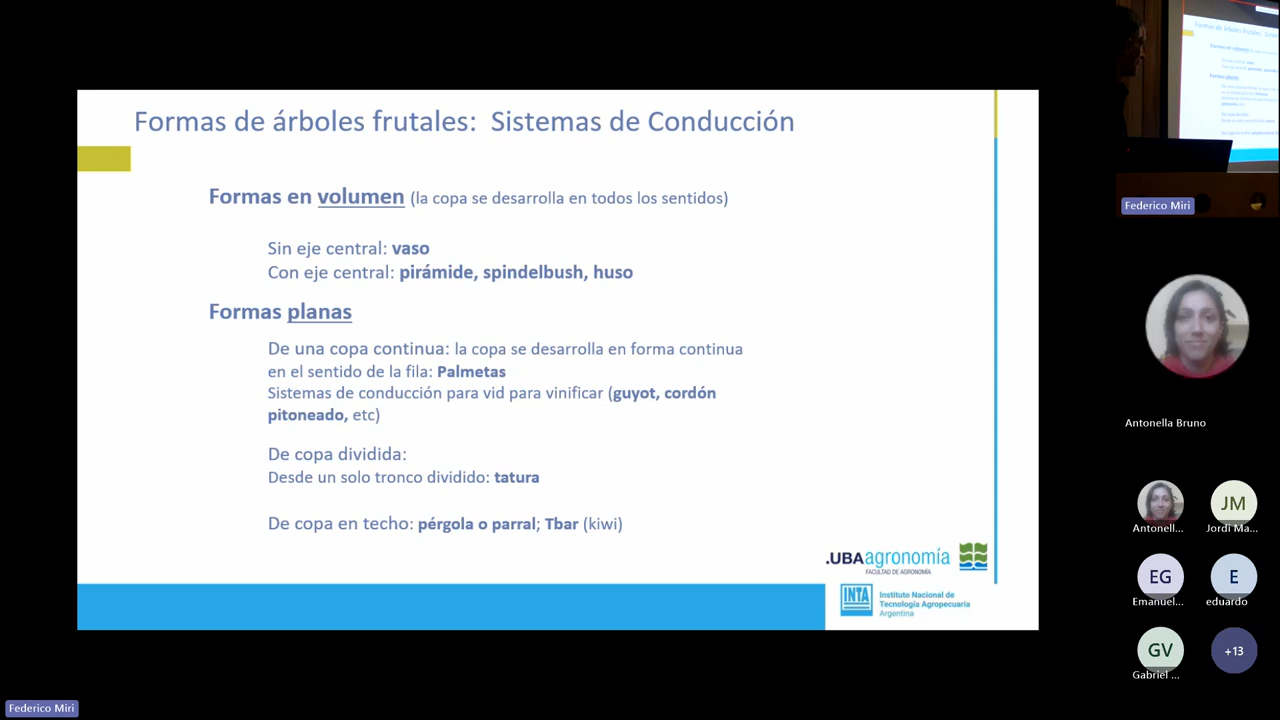 Formas de árboles frutales: Sistemas de Conducción
Formas en volumen (la copa se desarrolla en todos los sentidos)
Sin eje central: vaso
Con eje central: pirámide, spindelbush, huso
Formas planas
De una copa continua: la copa se desarrolla en forma continua
en el sentido de la fila: Palmetas
Sistemas de conducción para vid para vinificar (guyot, cordón
pitoneado, etc)
De copa dividida:
Desde un solo tronco dividido: tatura
De copa en techo: pérgola o parral; Tbar (kiwi)
.UBAagronomía
FACULTAD DE AGRONOMÍA
INTA
Instituto Nacional de
Tecnología Agropecuaria
Argentina
Federico Miri
Federico Miri
Antonella Bruno
Antonell...
JM
Jordi Ma...
EG
Emanuel...
E
eduardo
GV
Gabriel ...
+13